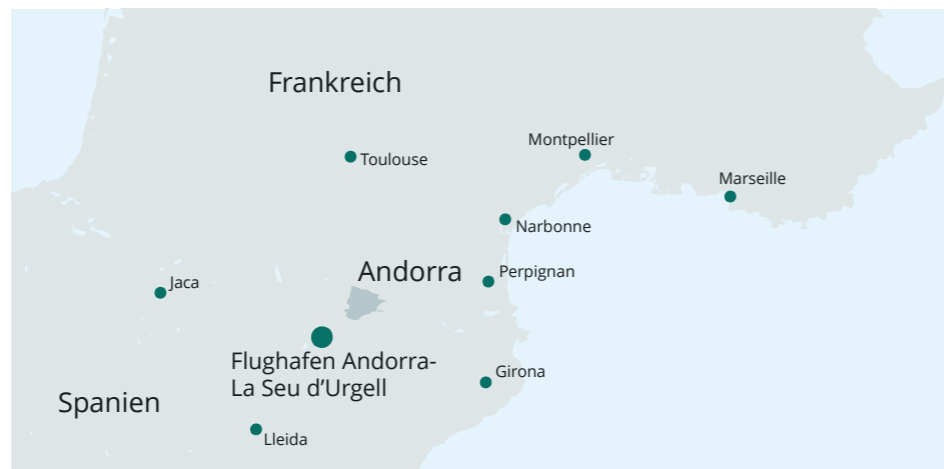 Frankreich
Montpellier
Toulouse
Marseille
Narbonne
Andorra
Perpignan
Jaca
Flughafen Andorra-
La Seu d’Urgell
Girona
Spanien
Lleida